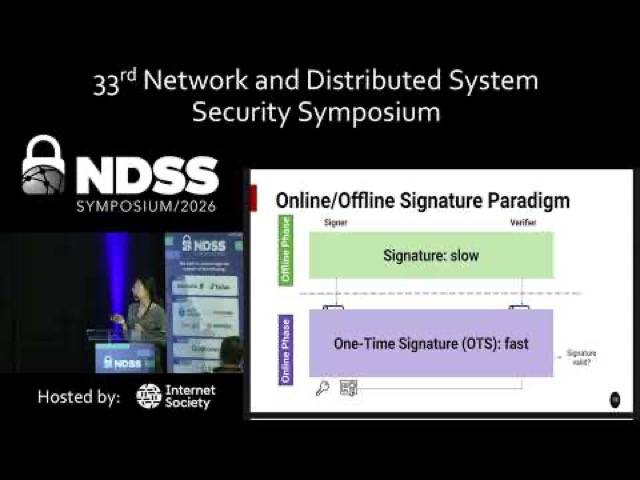 33rd Network and Distributed System
Security Symposium
NDSS
SYMPOSIUM/2026
Online/Offline Signature Paradigm
Signer
Verifier
Offline Phase
Signature: slow
Online Phase
One-Time Signature (OTS): fast
Signature
valid?
NDSS
NDSS
Hosted by:
Internet
Society